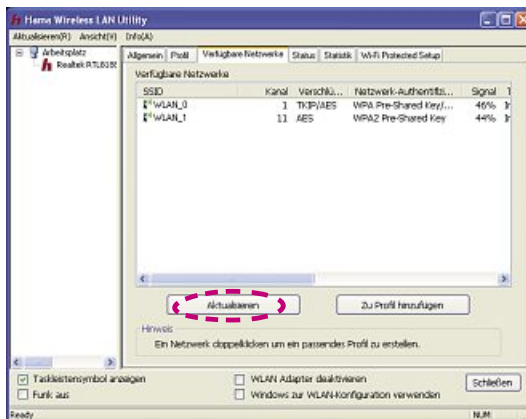 Hama Wireless LAN Utility
Aktualisieren(R) Ansicht(V) Info(A)
Arbeitsplatz
Realtek RTL8188
Allgemein Profil Verfügbare Netzwerke Status Statistik Wi-Fi Protected Setup
Verfügbare Netzwerke
SSID Kanal Verschlü... Netzwerk-Authentifizi... Signal
WLAN_0 1 TKIP/AES WPA Pre-Shared Key/... 46%
WLAN_1 11 AES WPA2 Pre-Shared Key 44%
Aktualisieren Zu Profil hinzufügen
Hinweis
Ein Netzwerk doppelklicken um ein passendes Profil zu erstellen.
Taskleistensymbol anzeigen WLAN Adapter deaktivieren Schließen
Funk aus Windows zur WLAN-Konfiguration verwenden
Ready NUM